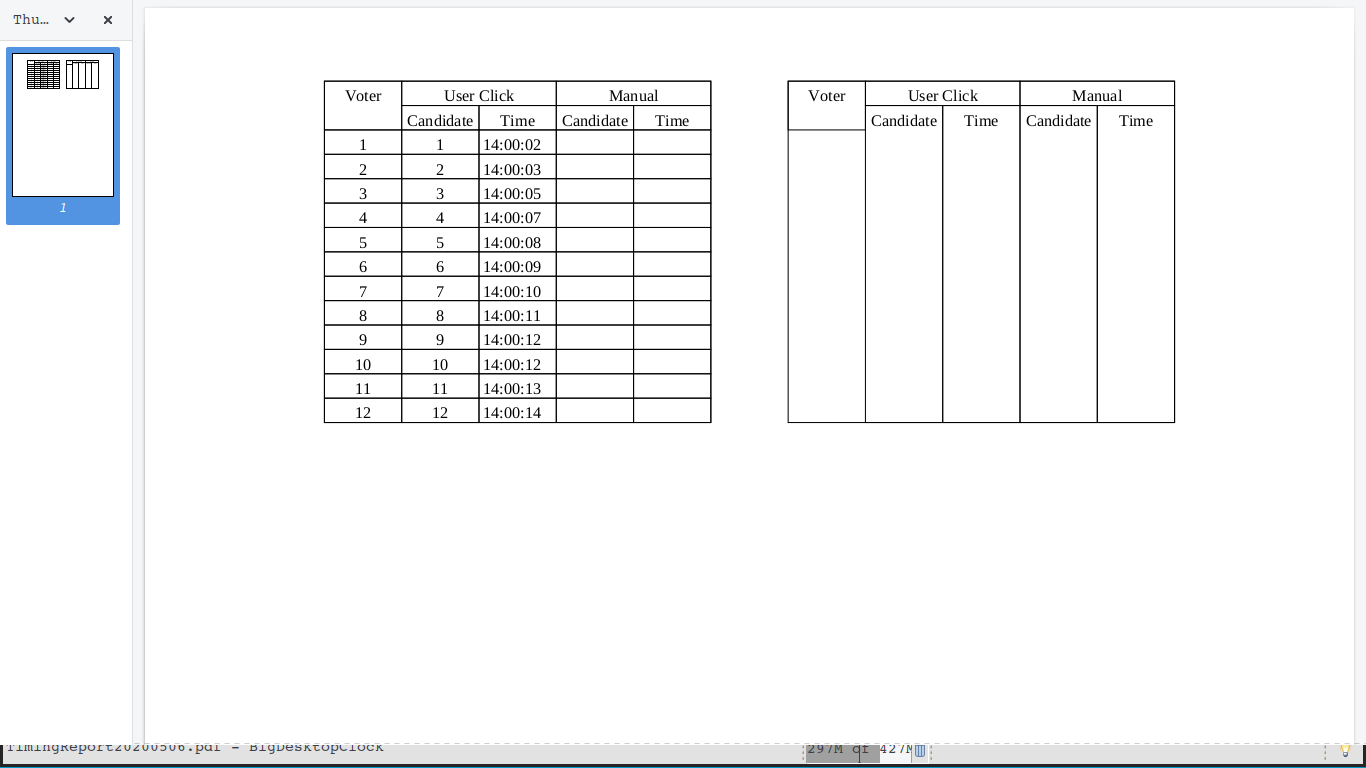 Thu...
1
Voter User Click Manual
Candidate Time Candidate Time
1 1 14:00:02
2 2 14:00:03
3 3 14:00:05
4 4 14:00:07
5 5 14:00:08
6 6 14:00:09
7 7 14:00:10
8 8 14:00:11
9 9 14:00:12
10 10 14:00:12
11 11 14:00:13
12 12 14:00:14
Voter User Click Manual
Candidate Time Candidate Time
TimingReport20200506.pdf - BigDesktopClock
297M of 427M